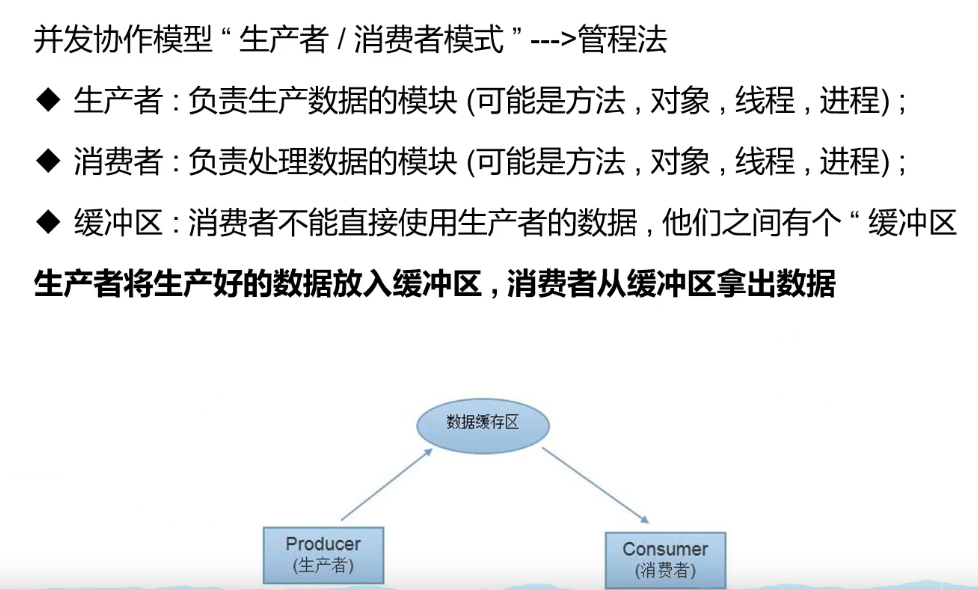 并发协作模型 “ 生产者 / 消费者模式 ” --->管程法
◆ 生产者 : 负责生产数据的模块 (可能是方法 , 对象 , 线程 , 进程) ;
◆ 消费者 : 负责处理数据的模块 (可能是方法 , 对象 , 线程 , 进程) ;
◆ 缓冲区 : 消费者不能直接使用生产者的数据 , 他们之间有个 “ 缓冲区
生产者将生产好的数据放入缓冲区 , 消费者从缓冲区拿出数据
数据缓存区
Producer
(生产者)
Consumer
(消费者)